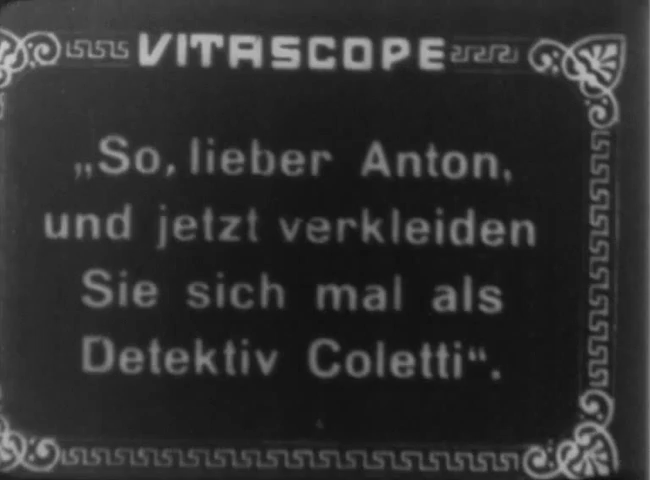 VITASCOPE
„So, lieber Anton,
und jetzt verkleiden
Sie sich mal als
Detektiv Coletti“.